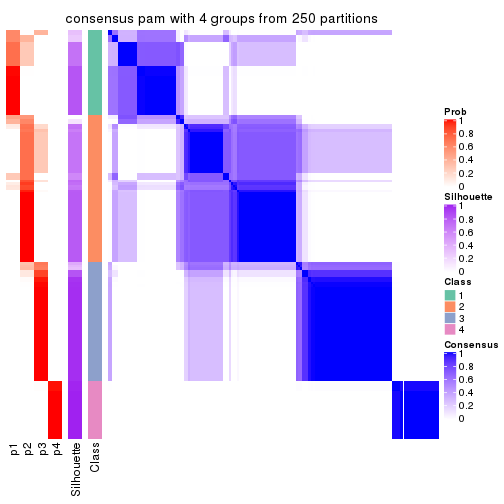 consensus pam with 4 groups from 250 partitions
Prob
1
0.8
0.6
0.4
0.2
0
Silhouette
1
0.8
0.6
0.4
0.2
0
Class
1
2
3
4
Consensus
1
0.8
0.6
0.4
0.2
0
p1
p2
p3
p4
Silhouette
Class